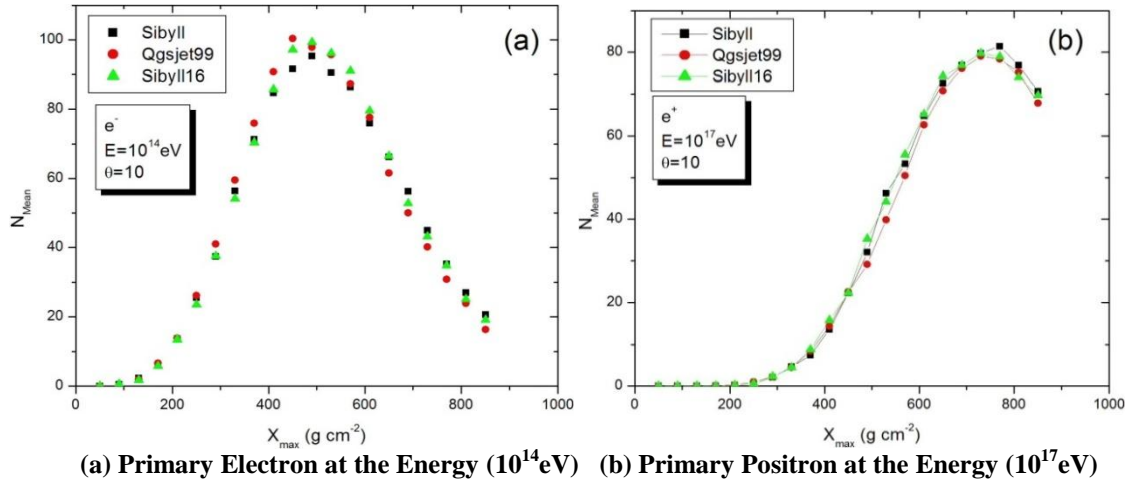 (a)
Sibyll
Qgsjet99
Sibyll16
e⁻
E=10¹⁴eV
θ=10
N_Mean
100
80
60
40
20
0
0 200 400 600 800 1000
X_max (g cm⁻²)
(b)
Sibyll
Qgsjet99
Sibyll16
e⁺
E=10¹⁷eV
θ=10
N_Mean
80
60
40
20
0
0 200 400 600 800 1000
X_max (g cm⁻²)
(a) Primary Electron at the Energy (10¹⁴eV) (b) Primary Positron at the Energy (10¹⁷eV)